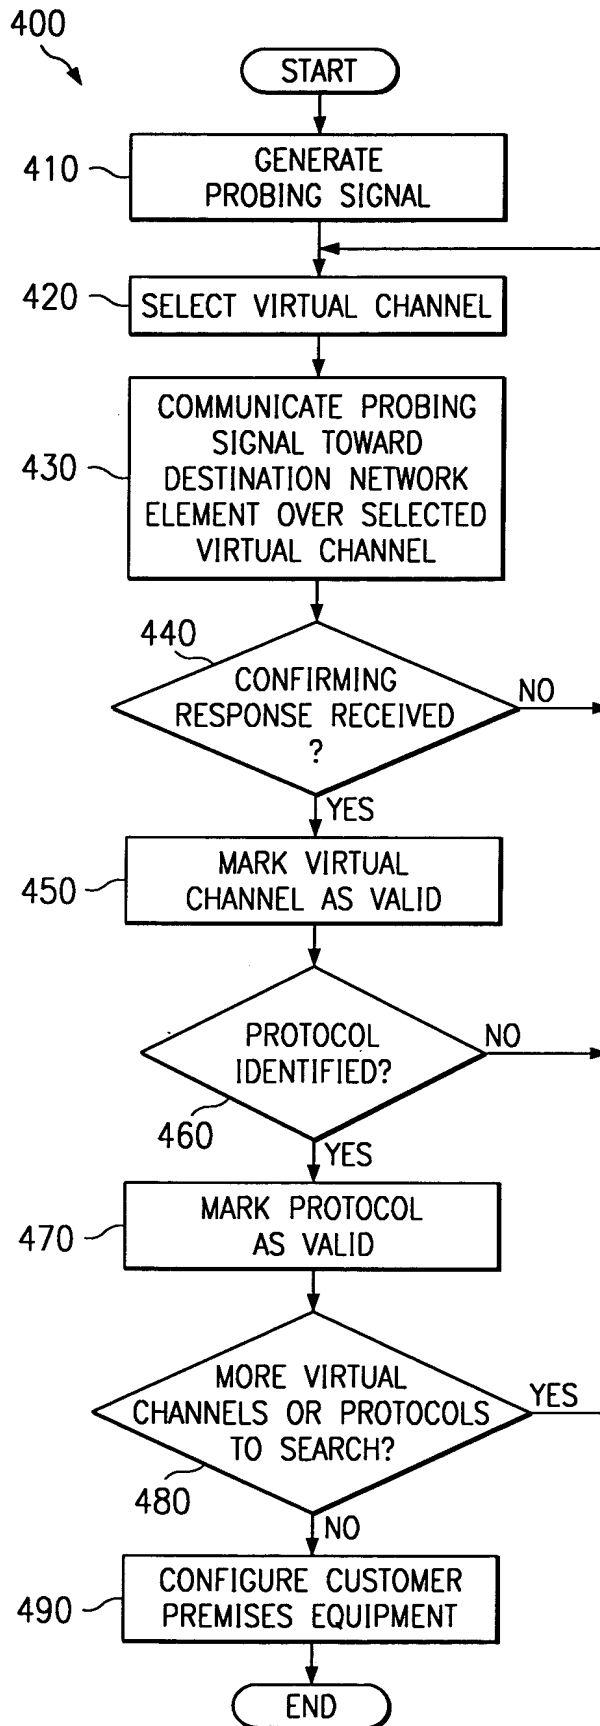 400
START
410
GENERATE
PROBING SIGNAL
420
SELECT VIRTUAL CHANNEL
430
COMMUNICATE PROBING
SIGNAL TOWARD
DESTINATION NETWORK
ELEMENT OVER SELECTED
VIRTUAL CHANNEL
440
CONFIRMING
RESPONSE RECEIVED
?
NO
YES
450
MARK VIRTUAL
CHANNEL AS VALID
PROTOCOL
IDENTIFIED?
NO
460
YES
470
MARK PROTOCOL
AS VALID
MORE VIRTUAL
CHANNELS OR PROTOCOLS
TO SEARCH?
YES
480
NO
490
CONFIGURE CUSTOMER
PREMISES EQUIPMENT
END